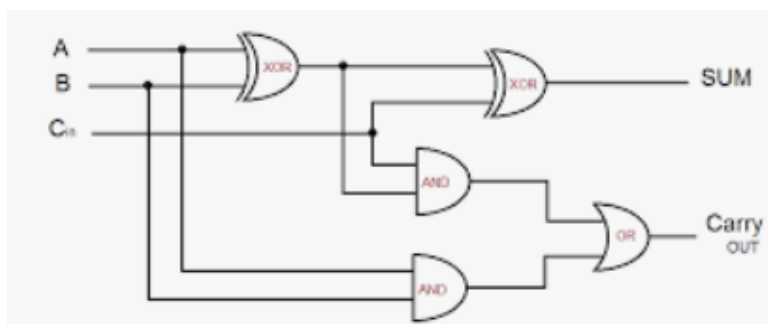 A
XOR
B
XOR
SUM
Cin
AND
Carry
OR
OUT
AND